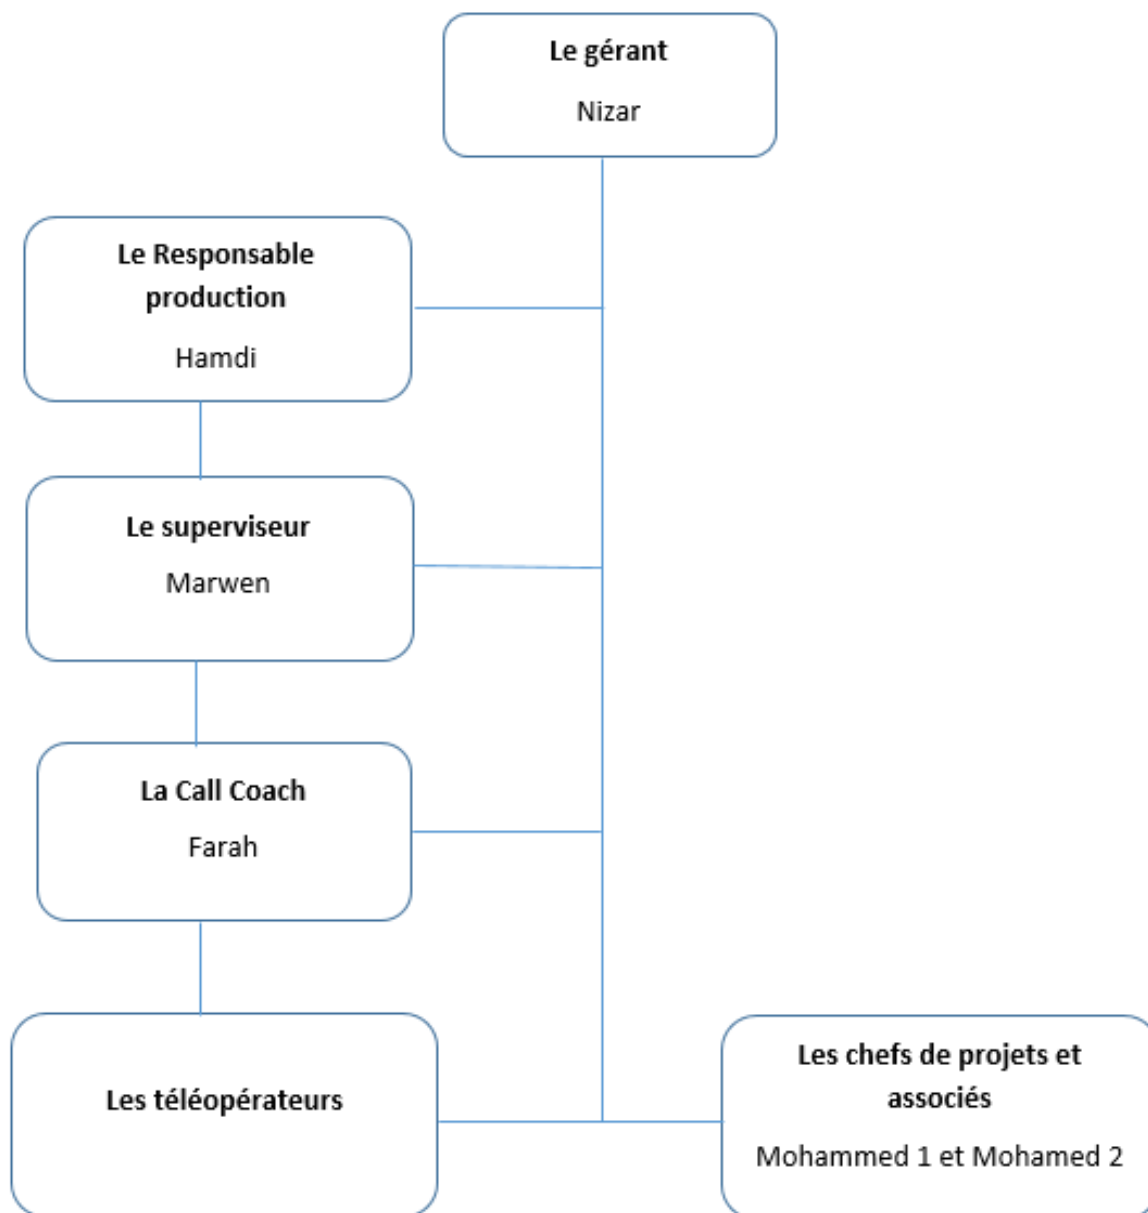 Le gérant
Nizar
Le Responsable
production
Hamdi
Le superviseur
Marwen
La Call Coach
Farah
Les téléopérateurs
Les chefs de projets et
associés
Mohammed 1 et Mohamed 2